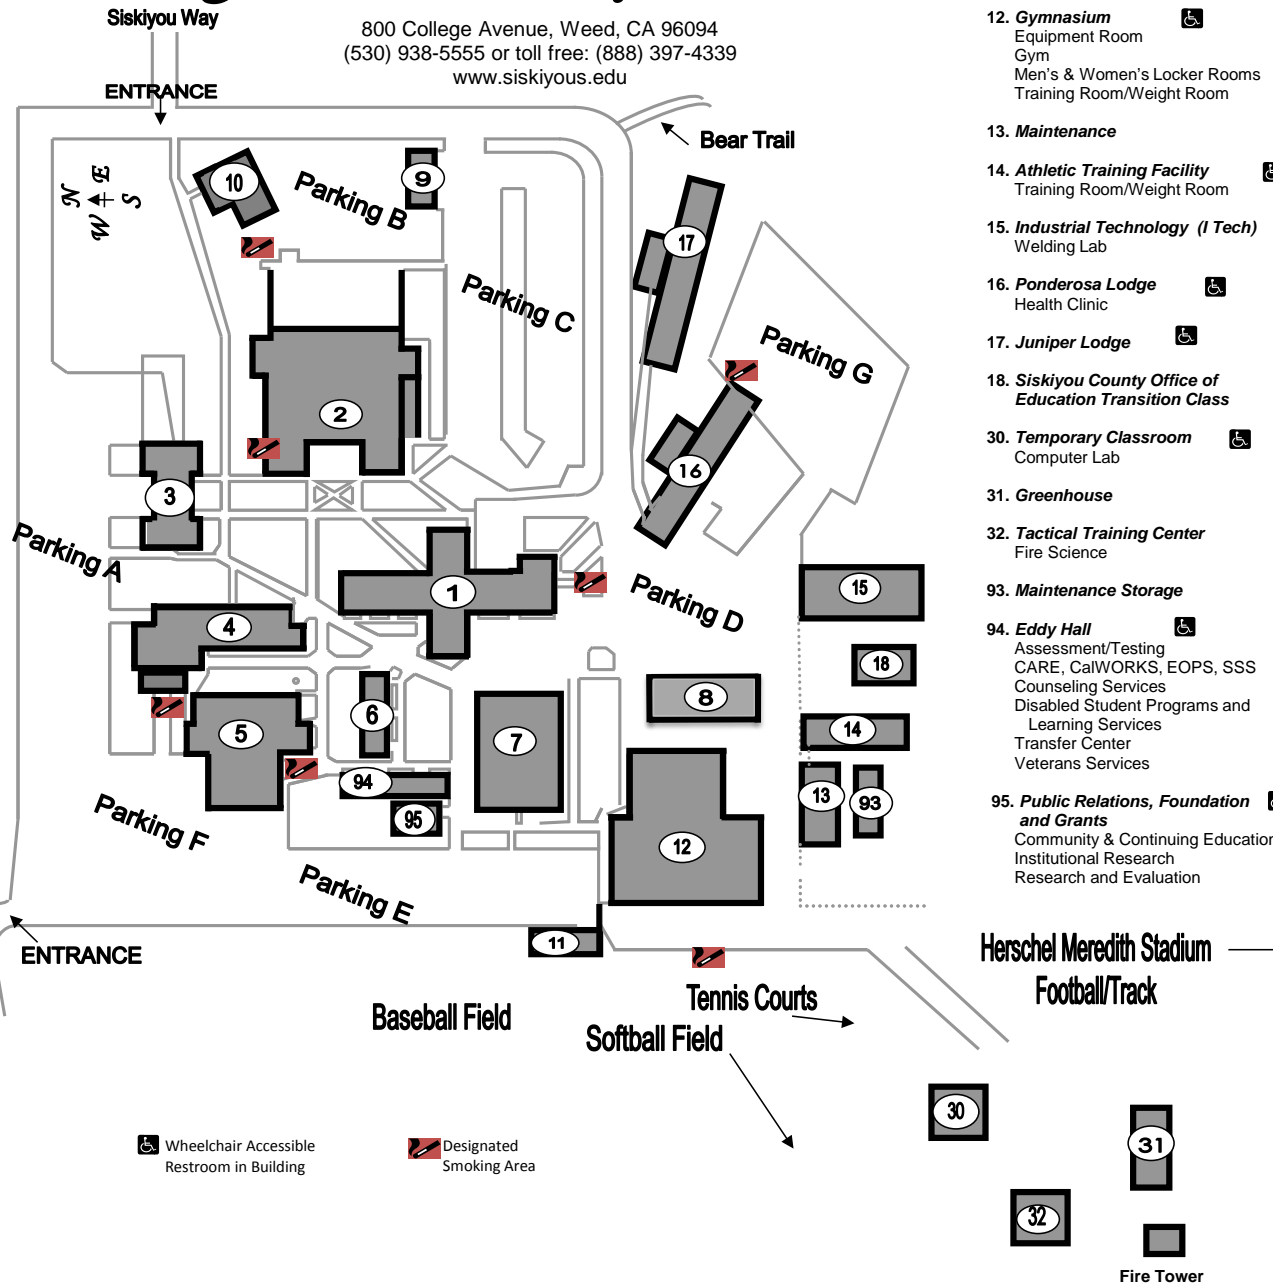 Siskiyou Way
800 College Avenue, Weed, CA 96094
(530) 938-5555 or toll free: (888) 397-4339
www.siskiyous.edu
ENTRANCE
Bear Trail
N
E
W
S
10
9
Parking B
17
Parking C
Parking G
2
16
3
Parking A
1
15
Parking D
4
18
8
6
5
7
14
94
13
93
95
Parking F
12
Parking E
11
ENTRANCE
Baseball Field
Tennis Courts
Softball Field
Herschel Meredith Stadium
Football/Track
30
31
32
Fire Tower
Wheelchair Accessible
Restroom in Building
Designated
Smoking Area
12. Gymnasium
Equipment Room
Gym
Men's & Women's Locker Rooms
Training Room/Weight Room
13. Maintenance
14. Athletic Training Facility
Training Room/Weight Room
15. Industrial Technology (I Tech)
Welding Lab
16. Ponderosa Lodge
Health Clinic
17. Juniper Lodge
18. Siskiyou County Office of
Education Transition Class
30. Temporary Classroom
Computer Lab
31. Greenhouse
32. Tactical Training Center
Fire Science
93. Maintenance Storage
94. Eddy Hall
Assessment/Testing
CARE, CalWORKS, EOPS, SSS
Counseling Services
Disabled Student Programs and
Learning Services
Transfer Center
Veterans Services
95. Public Relations, Foundation
and Grants
Community & Continuing Education
Institutional Research
Research and Evaluation